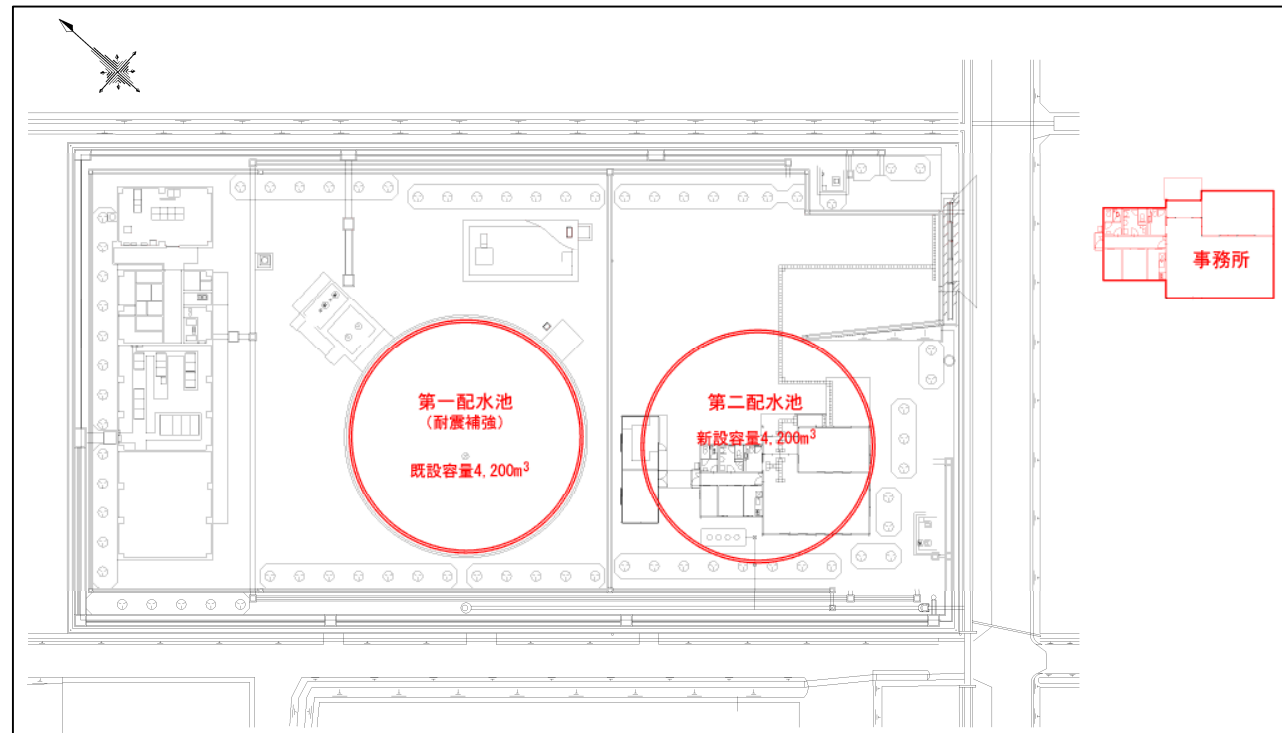 事務所
第一配水池
(耐震補強)
既設容量4,200m³
第二配水池
新設容量4,200m³